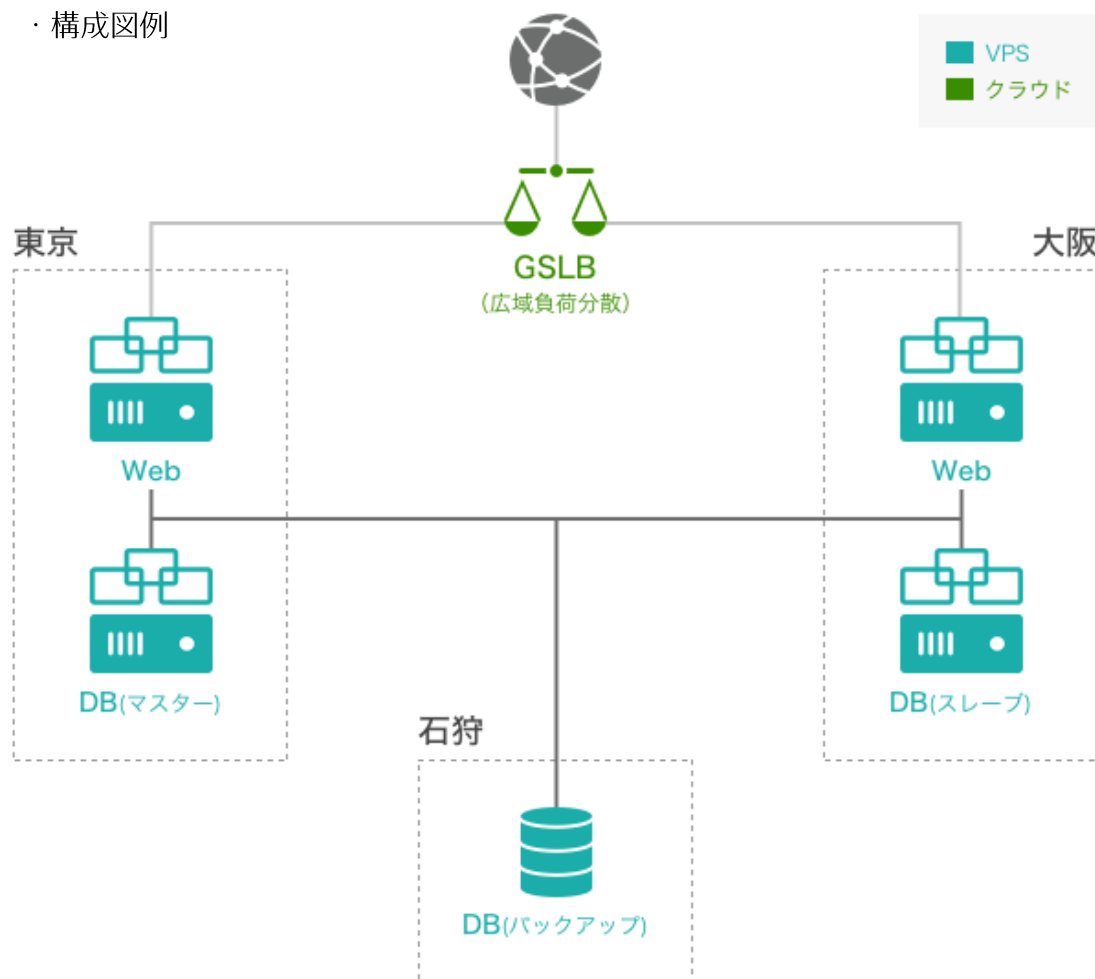 ・構成図例
VPS
クラウド
東京
大阪
GSLB
（広域負荷分散）
Web
Web
DB(マスター)
DB(スレーブ)
石狩
DB(バックアップ)